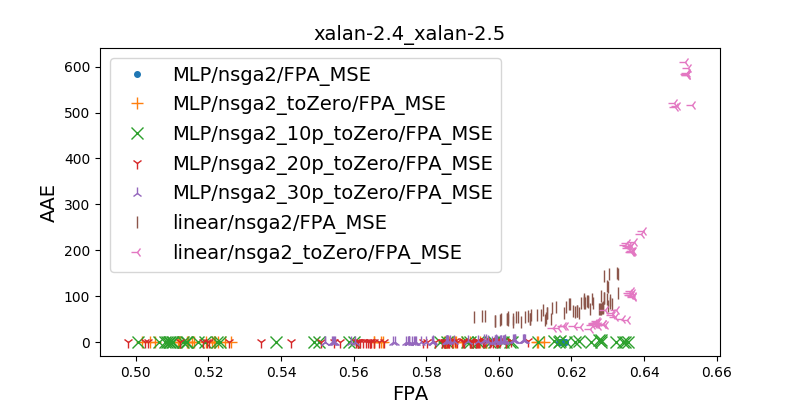 xalan-2.4_xalan-2.5
600
500
400
300
200
100
0
AAE
MLP/nsga2/FPA_MSE
MLP/nsga2_toZero/FPA_MSE
MLP/nsga2_10p_toZero/FPA_MSE
MLP/nsga2_20p_toZero/FPA_MSE
MLP/nsga2_30p_toZero/FPA_MSE
linear/nsga2/FPA_MSE
linear/nsga2_toZero/FPA_MSE
0.50 0.52 0.54 0.56 0.58 0.60 0.62 0.64 0.66
FPA